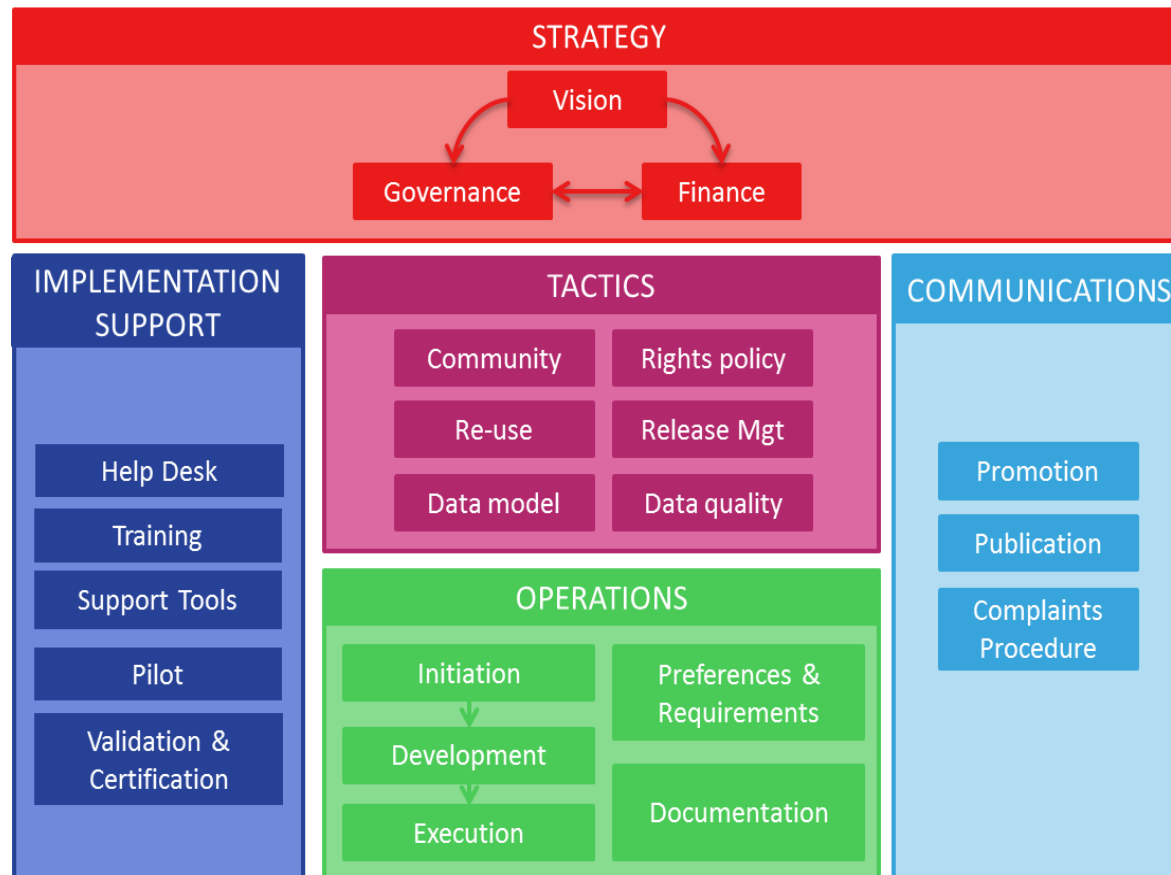 STRATEGY
Vision
Governance
Finance
IMPLEMENTATION
SUPPORT
Help Desk
Training
Support Tools
Pilot
Validation &
Certification
TACTICS
Community
Rights policy
Re-use
Release Mgt
Data model
Data quality
OPERATIONS
Initiation
Development
Execution
Preferences &
Requirements
Documentation
COMMUNICATIONS
Promotion
Publication
Complaints
Procedure